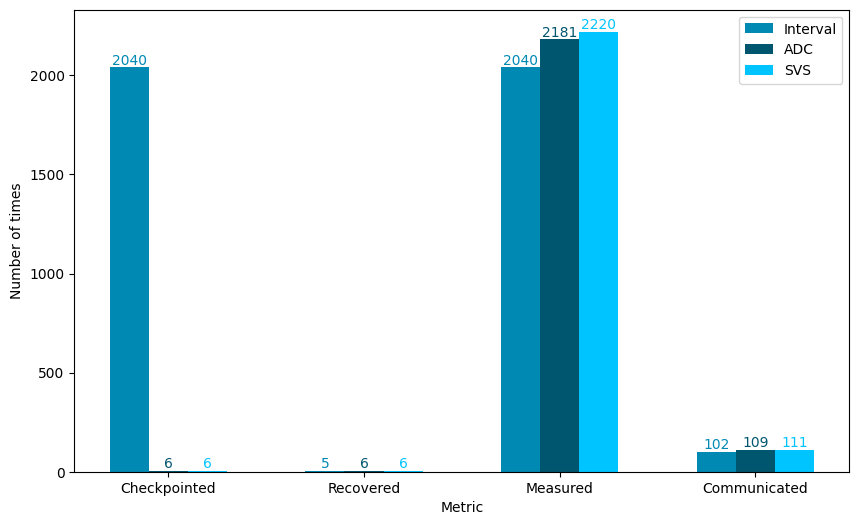 Interval
ADC
SVS
2040 6 6
5 6 6
2040 2181 2220
102 109 111
2000
1500
1000
500
0
Number of times
Checkpointed Recovered Measured Communicated
Metric